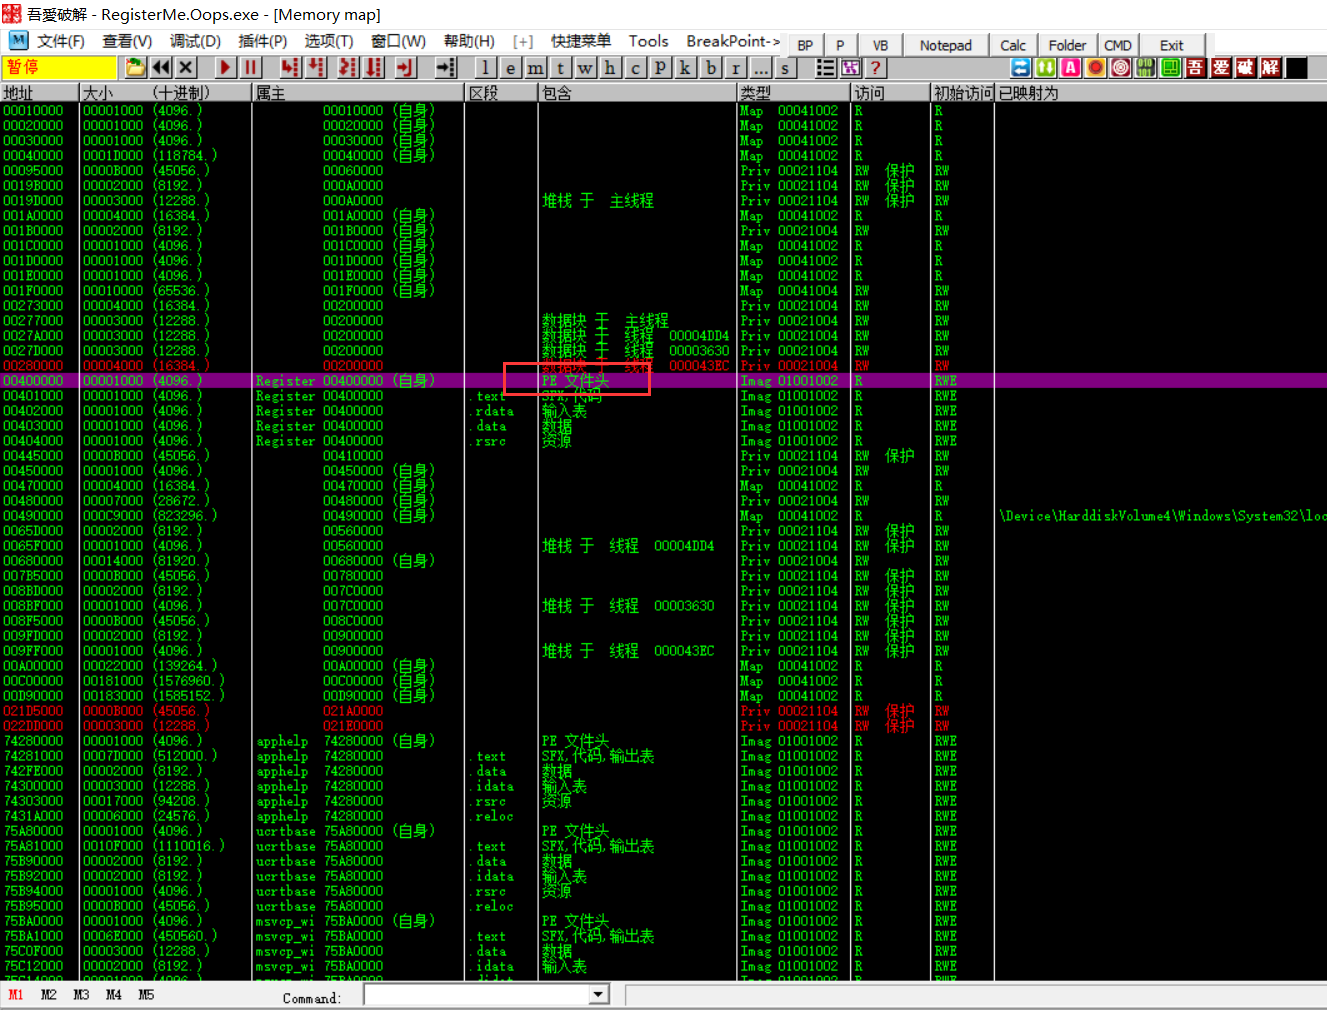 吾愛破解 - RegisterMe.Oops.exe - [Memory map]
文件(F) 查看(V) 调试(D) 插件(P) 选项(T) 窗口(W) 帮助(H) [+] 快捷菜单 Tools BreakPoint-> BP P VB Notepad Calc Folder CMD Exit
暂停 l e m t w h c p k b r ... s ? 吾 爱 破 解
地址 大小 (十进制) 属主 区段 包含 类型 访问 初始访问 已映射为
00010000 00001000 (4096.) 00010000 (自身) Map 00041002 R R
00020000 00001000 (4096.) 00020000 (自身) Map 00041002 R R
00030000 00001000 (4096.) 00030000 (自身) Map 00041002 R R
00040000 0001D000 (118784.) 00040000 (自身) Map 00041002 R R
00095000 0000B000 (45056.) 00060000 Priv 00021104 RW 保护 RW
0019B000 00002000 (8192.) 000A0000 Priv 00021104 RW 保护 RW
0019D000 00003000 (12288.) 000A0000 堆栈 于 主线程 Priv 00021104 RW 保护 RW
001A0000 00004000 (16384.) 001A0000 (自身) Map 00041002 R R
001B0000 00002000 (8192.) 001B0000 (自身) Priv 00021104 RW RW
001C0000 00001000 (4096.) 001C0000 (自身) Map 00041002 R R
001D0000 00001000 (4096.) 001D0000 (自身) Map 00041002 R R
001E0000 00001000 (4096.) 001E0000 (自身) Map 00041002 R R
001F0000 00010000 (65536.) 001F0000 (自身) Map 00041004 RW RW
00273000 00004000 (16384.) 00200000 Priv 00021104 RW RW
00277000 00003000 (12288.) 00200000 数据块 于 主线程 Priv 00021104 RW RW
0027A000 00003000 (12288.) 00200000 数据块 于 线程 00004DD4 Priv 00021104 RW RW
0027D000 00003000 (12288.) 00200000 数据块 于 线程 00003630 Priv 00021104 RW RW
00280000 00004000 (16384.) 00200000 数据块 于 线程 000043EC Priv 00021104 RW RW
00400000 00001000 (4096.) Register 00400000 (自身) PE 文件头 Imag 01001002 R RWE
00401000 00001000 (4096.) Register 00400000 .text SFX,代码 Imag 01001002 R RWE
00402000 00001000 (4096.) Register 00400000 .rdata 输入表 Imag 01001002 R RWE
00403000 00001000 (4096.) Register 00400000 .data 数据 Imag 01001002 R RWE
00404000 00001000 (4096.) Register 00400000 .rsrc 资源 Imag 01001002 R RWE
00445000 0000B000 (45056.) 00410000 Priv 00021104 RW 保护 RW
00450000 00001000 (4096.) 00450000 (自身) Priv 00021104 RW RW
00470000 00004000 (16384.) 00470000 (自身) Map 00041002 R R
00480000 00007000 (28672.) 00480000 (自身) Priv 00021104 RW RW
00490000 000C9000 (823296.) 00490000 (自身) Map 00041002 R R \Device\HarddiskVolume4\Windows\System32\loc
0065D000 00002000 (8192.) 00560000 Priv 00021104 RW 保护 RW
0065F000 00001000 (4096.) 00560000 堆栈 于 线程 00004DD4 Priv 00021104 RW 保护 RW
00680000 00014000 (81920.) 00680000 (自身) Priv 00021104 RW RW
007B5000 0000B000 (45056.) 00780000 Priv 00021104 RW 保护 RW
008BD000 00002000 (8192.) 007C0000 Priv 00021104 RW 保护 RW
008BF000 00001000 (4096.) 007C0000 堆栈 于 线程 00003630 Priv 00021104 RW 保护 RW
008F5000 0000B000 (45056.) 008C0000 Priv 00021104 RW 保护 RW
009FD000 00002000 (8192.) 00900000 Priv 00021104 RW 保护 RW
009FF000 00001000 (4096.) 00900000 堆栈 于 线程 000043EC Priv 00021104 RW 保护 RW
00A00000 00022000 (139264.) 00A00000 (自身) Map 00041002 R R
00C00000 00181000 (1576960.) 00C00000 (自身) Map 00041002 R R
00D90000 00183000 (1585152.) 00D90000 (自身) Map 00041002 R R
021D5000 0000B000 (45056.) 021A0000 Priv 00021104 RW 保护 RW
022DD000 00003000 (12288.) 021E0000 Priv 00021104 RW 保护 RW
74280000 00001000 (4096.) apphelp 74280000 (自身) PE 文件头 Imag 01001002 R RWE
74281000 0007D000 (512000.) apphelp 74280000 .text SFX,代码,输出表 Imag 01001002 R RWE
742FE000 00002000 (8192.) apphelp 74280000 .data 数据 Imag 01001002 R RWE
74300000 00003000 (12288.) apphelp 74280000 .idata 输入表 Imag 01001002 R RWE
74303000 00017000 (94208.) apphelp 74280000 .rsrc 资源 Imag 01001002 R RWE
7431A000 00006000 (24576.) apphelp 74280000 .reloc Imag 01001002 R RWE
75A80000 00001000 (4096.) ucrtbase 75A80000 (自身) PE 文件头 Imag 01001002 R RWE
75A81000 0010F000 (1110016.) ucrtbase 75A80000 .text SFX,代码,输出表 Imag 01001002 R RWE
75B90000 00002000 (8192.) ucrtbase 75A80000 .data 数据 Imag 01001002 R RWE
75B92000 00002000 (8192.) ucrtbase 75A80000 .idata 输入表 Imag 01001002 R RWE
75B94000 00001000 (4096.) ucrtbase 75A80000 .rsrc 资源 Imag 01001002 R RWE
75B95000 0000B000 (45056.) ucrtbase 75A80000 .reloc Imag 01001002 R RWE
75BA0000 00001000 (4096.) msvcp_wi 75BA0000 (自身) PE 文件头 Imag 01001002 R RWE
75BA1000 0006E000 (450560.) msvcp_wi 75BA0000 .text SFX,代码,输出表 Imag 01001002 R RWE
75C0F000 00003000 (12288.) msvcp_wi 75BA0000 .data 数据 Imag 01001002 R RWE
75C12000 00002000 (8192.) msvcp_wi 75BA0000 .idata 输入表 Imag 01001002 R RWE
M1 M2 M3 M4 M5 Command: